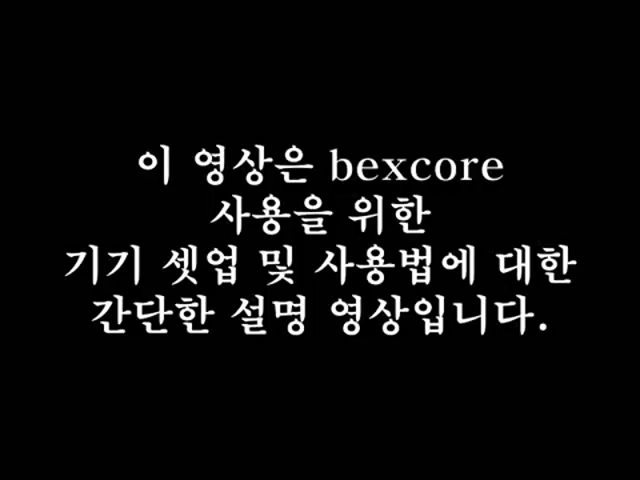 이 영상은 bexcore
사용을 위한
기기 셋업 및 사용법에 대한
간단한 설명 영상입니다.